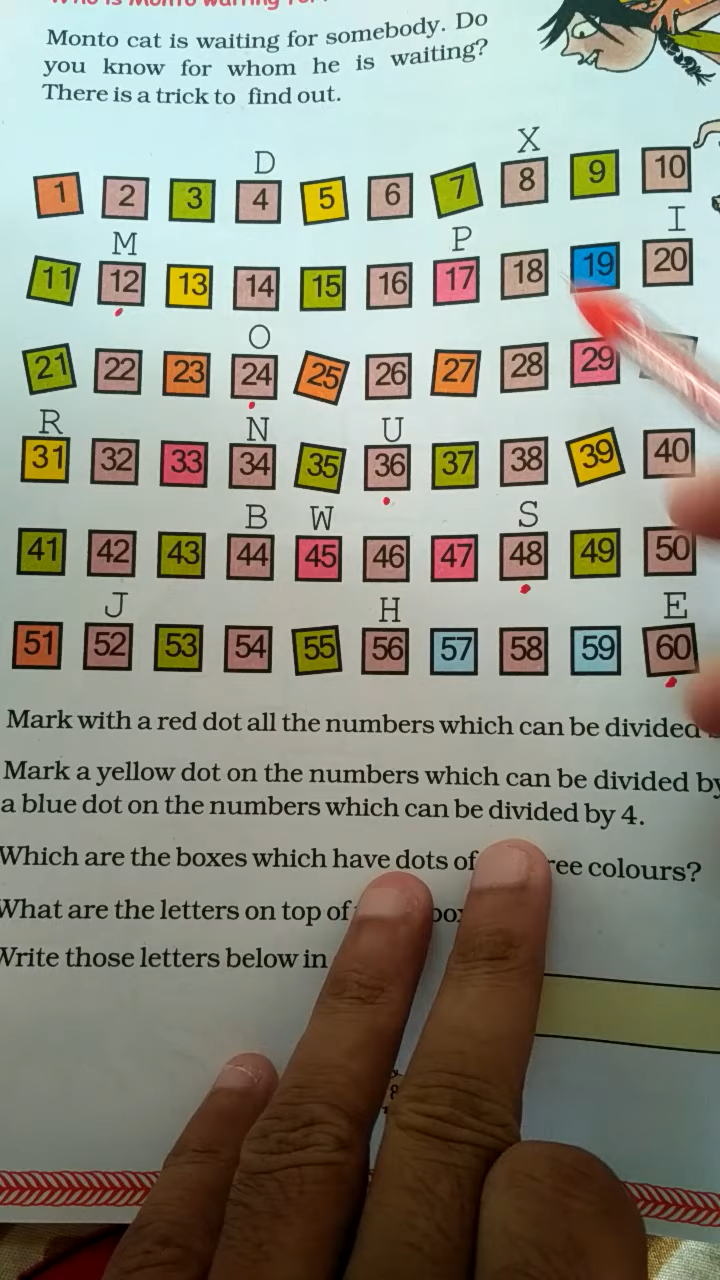 Monto cat is waiting for somebody. Do
you know for whom he is waiting?
There is a trick to find out.
D X
1 2 3 4 5 6 7 8 9 10
M P I
11 12 13 14 15 16 17 18 19 20
O
21 22 23 24 25 26 27 28 29
R N U
31 32 33 34 35 36 37 38 39 40
B W S
41 42 43 44 45 46 47 48 49 50
J H E
51 52 53 54 55 56 57 58 59 60
Mark with a red dot all the numbers which can be divided
Mark a yellow dot on the numbers which can be divided by
a blue dot on the numbers which can be divided by 4.
Which are the boxes which have dots of colours?
What are the letters on top of
Write those letters below in